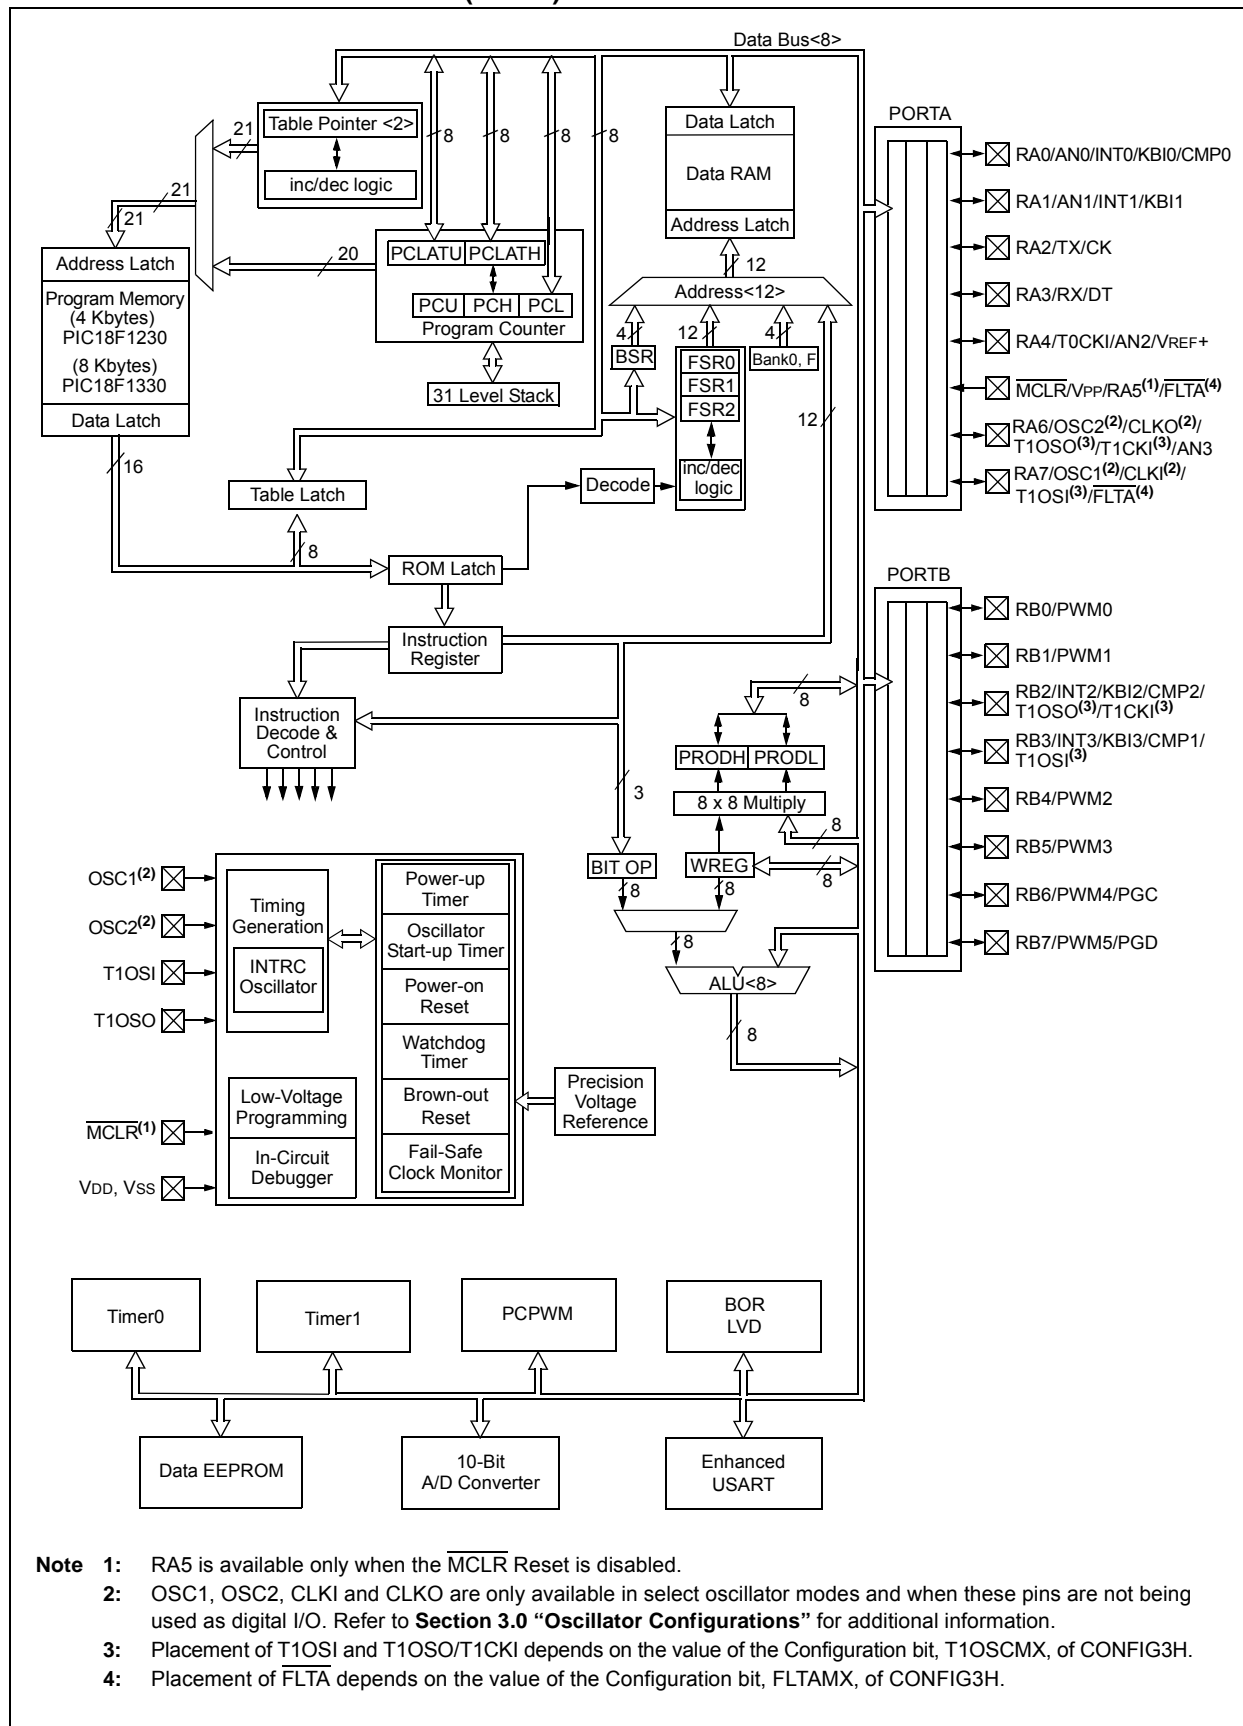 Data Bus<8>
Table Pointer <2>
inc/dec logic
21
8
8
8
8
21
21
20
PCLATU PCLATH
PCU PCH PCL
Program Counter
31 Level Stack
Address Latch
Program Memory
(4 Kbytes)
PIC18F1230
(8 Kbytes)
PIC18F1330
Data Latch
16
Table Latch
8
Data Latch
Data RAM
Address Latch
12
Address<12>
4
12
4
BSR
FSR0
FSR1
FSR2
inc/dec
logic
Bank0, F
12
Decode
ROM Latch
Instruction
Register
Instruction
Decode &
Control
8
PRODH PRODL
8 x 8 Multiply
3
8
BIT OP
WREG
8
8
8
8
ALU<8>
8
PORTA
RA0/AN0/INT0/KBI0/CMP0
RA1/AN1/INT1/KBI1
RA2/TX/CK
RA3/RX/DT
RA4/T0CKI/AN2/VREF+
MCLR/VPP/RA5(1)/FLTA(4)
RA6/OSC2(2)/CLKO(2)/
T1OSO(3)/T1CKI(3)/AN3
RA7/OSC1(2)/CLKI(2)/
T1OSI(3)/FLTA(4)
PORTB
RB0/PWM0
RB1/PWM1
RB2/INT2/KBI2/CMP2/
T1OSO(3)/T1CKI(3)
RB3/INT3/KBI3/CMP1/
T1OSI(3)
RB4/PWM2
RB5/PWM3
RB6/PWM4/PGC
RB7/PWM5/PGD
OSC1(2)
OSC2(2)
T1OSI
T1OSO
MCLR(1)
VDD, VSS
Timing
Generation
INTRC
Oscillator
Low-Voltage
Programming
In-Circuit
Debugger
Power-up
Timer
Oscillator
Start-up Timer
Power-on
Reset
Watchdog
Timer
Brown-out
Reset
Fail-Safe
Clock Monitor
Precision
Voltage
Reference
Timer0
Timer1
PCPWM
BOR
LVD
Data EEPROM
10-Bit
A/D Converter
Enhanced
USART
Note 1: RA5 is available only when the MCLR Reset is disabled.
2: OSC1, OSC2, CLKI and CLKO are only available in select oscillator modes and when these pins are not being
used as digital I/O. Refer to Section 3.0 “Oscillator Configurations” for additional information.
3: Placement of T1OSI and T1OSO/T1CKI depends on the value of the Configuration bit, T1OSCMX, of CONFIG3H.
4: Placement of FLTA depends on the value of the Configuration bit, FLTAMX, of CONFIG3H.